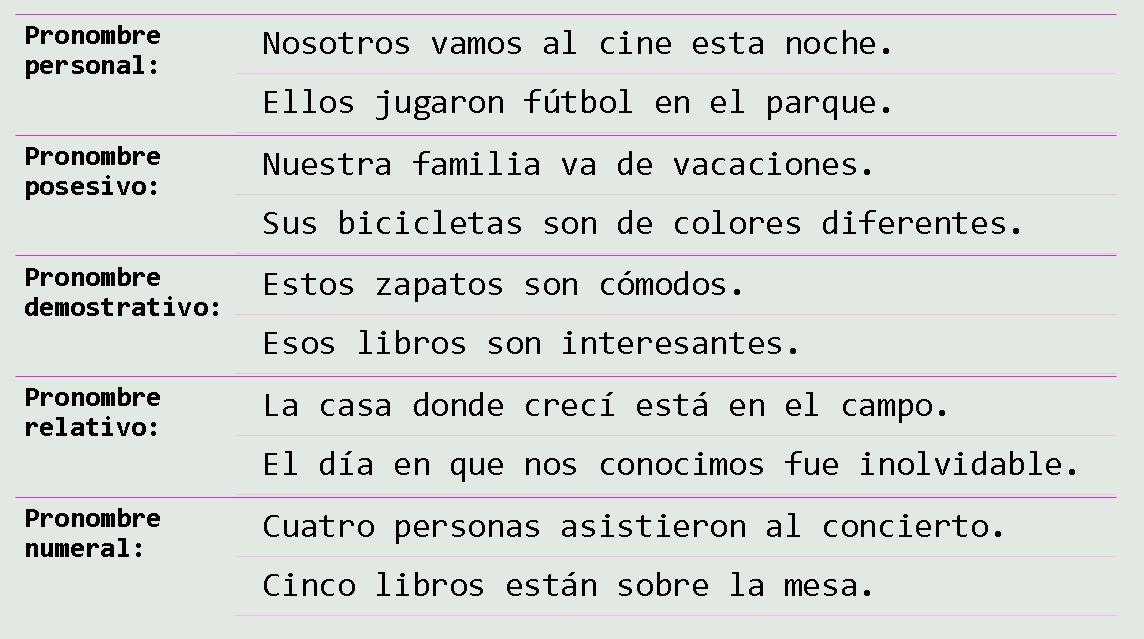 Pronombre
personal:
Nosotros vamos al cine esta noche.
Ellos jugaron fútbol en el parque.
Pronombre
posesivo:
Nuestra familia va de vacaciones.
Sus bicicletas son de colores diferentes.
Pronombre
demostrativo:
Estos zapatos son cómodos.
Esos libros son interesantes.
Pronombre
relativo:
La casa donde crecí está en el campo.
El día en que nos conocimos fue inolvidable.
Pronombre
numeral:
Cuatro personas asistieron al concierto.
Cinco libros están sobre la mesa.